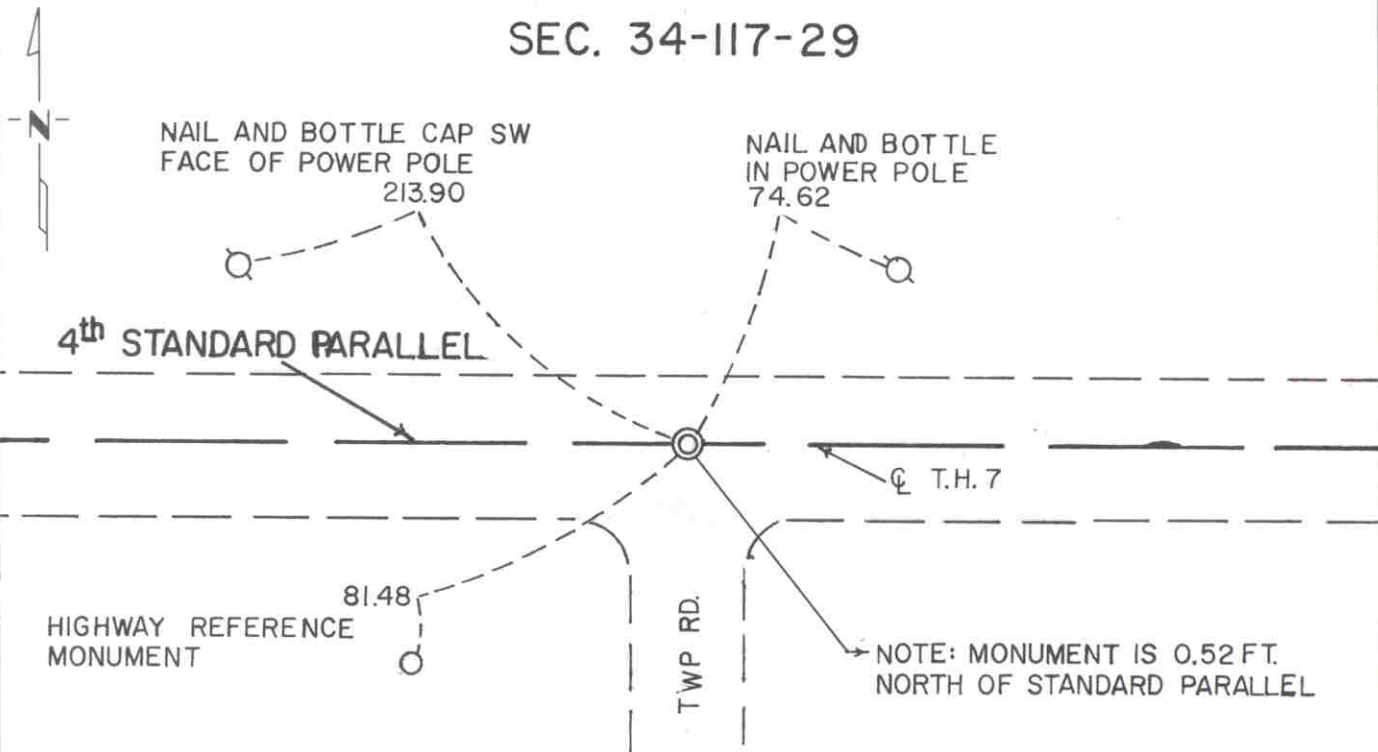 SEC. 34-117-29
N
NAIL AND BOTTLE CAP SW
FACE OF POWER POLE
213.90
NAIL AND BOTTLE
IN POWER POLE
74.62
4th STANDARD PARALLEL
℄ T.H. 7
81.48
HIGHWAY REFERENCE
MONUMENT
TWP RD.
NOTE: MONUMENT IS 0.52 FT.
NORTH OF STANDARD PARALLEL